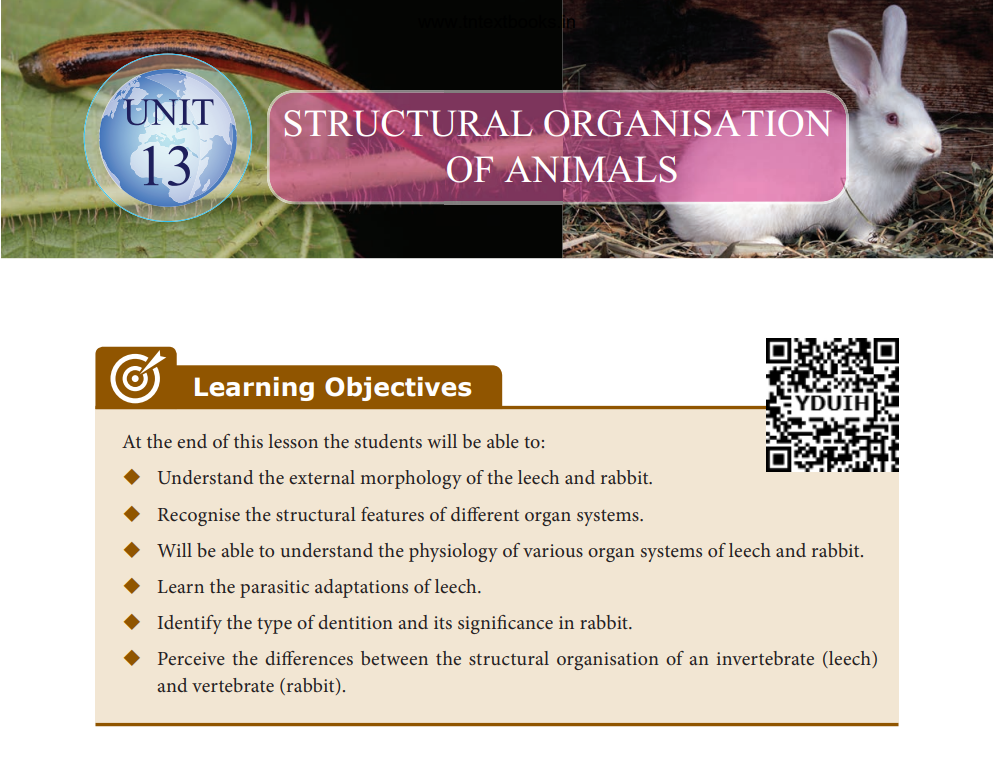 www.tntextbooks.in
UNIT
13
STRUCTURAL ORGANISATION
OF ANIMALS
Learning Objectives
YDUIH
At the end of this lesson the students will be able to:
◆ Understand the external morphology of the leech and rabbit.
◆ Recognise the structural features of different organ systems.
◆ Will be able to understand the physiology of various organ systems of leech and rabbit.
◆ Learn the parasitic adaptations of leech.
◆ Identify the type of dentition and its significance in rabbit.
◆ Perceive the differences between the structural organisation of an invertebrate (leech)
and vertebrate (rabbit).